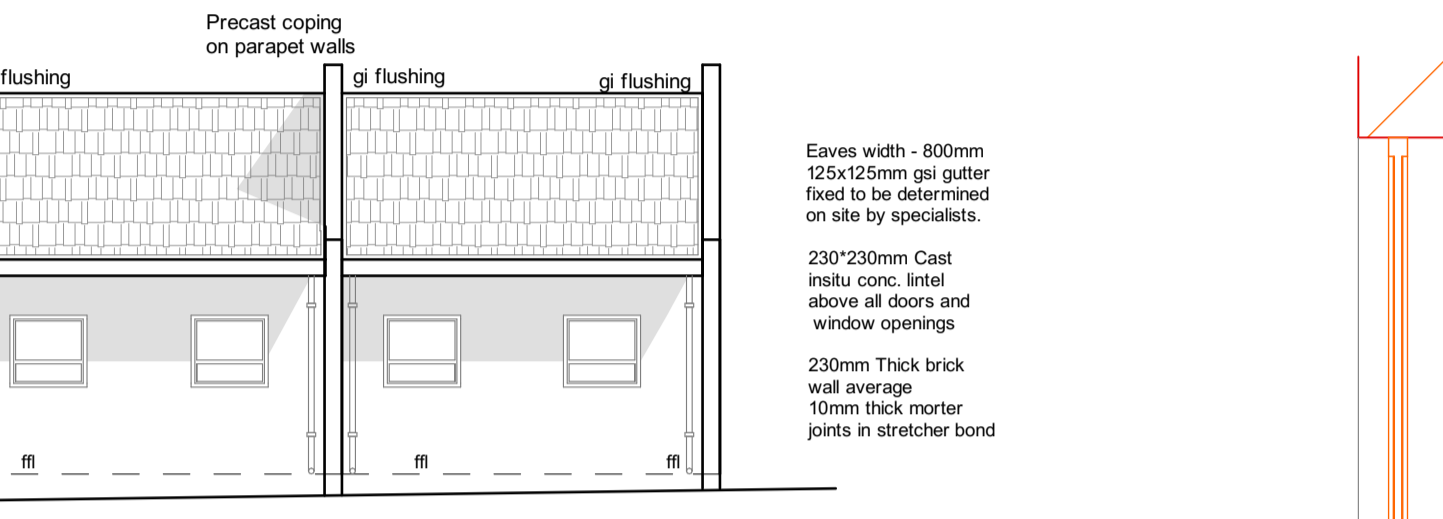 Precast coping
on parapet walls
flushing
gi flushing
gi flushing
Eaves width - 800mm
125x125mm gsi gutter
fixed to be determined
on site by specialists.
230*230mm Cast
insitu conc. lintel
above all doors and
window openings
230mm Thick brick
wall average
10mm thick morter
joints in stretcher bond
ffl
ffl
ffl